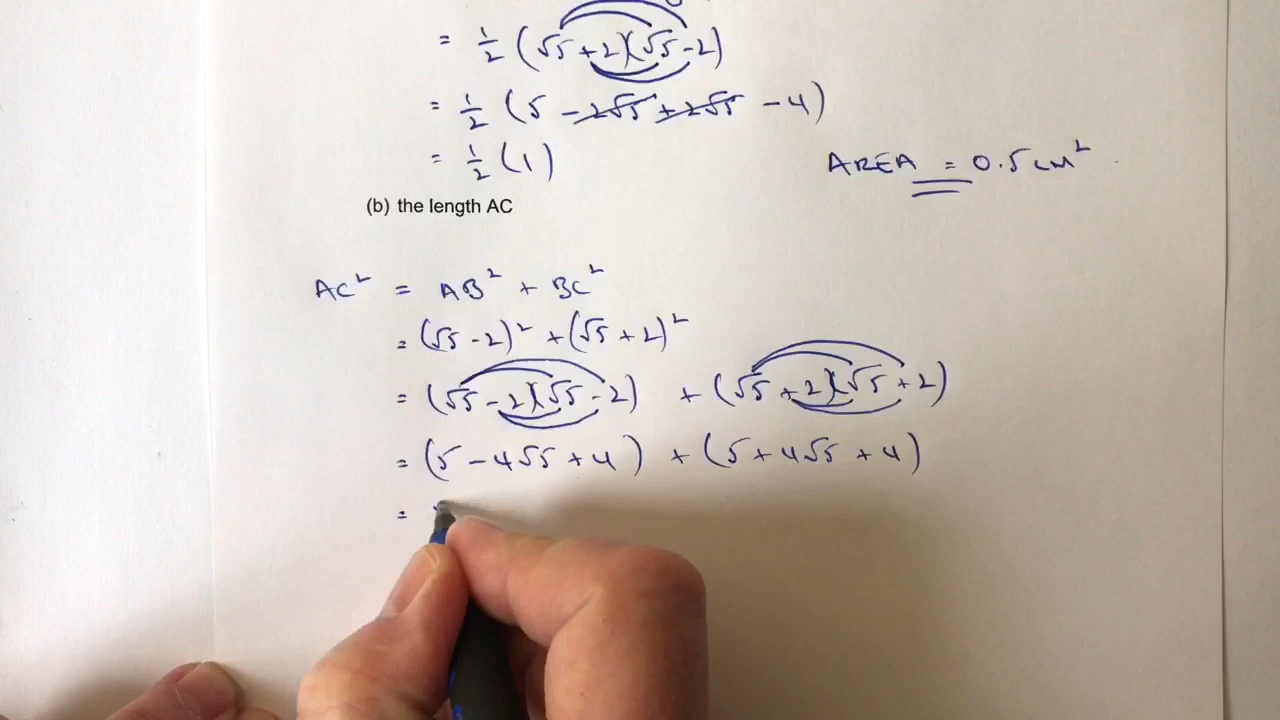 = 1/2 (√5 + 2)(√5 - 2)
= 1/2 (5 - 2√5 + 2√5 - 4)
= 1/2 (1)
AREA = 0.5 cm²
(b) the length AC
AC² = AB² + BC²
= (√5 - 2)² + (√5 + 2)²
= (√5 - 2)(√5 - 2) + (√5 + 2)(√5 + 2)
= (5 - 4√5 + 4) + (5 + 4√5 + 4)
=